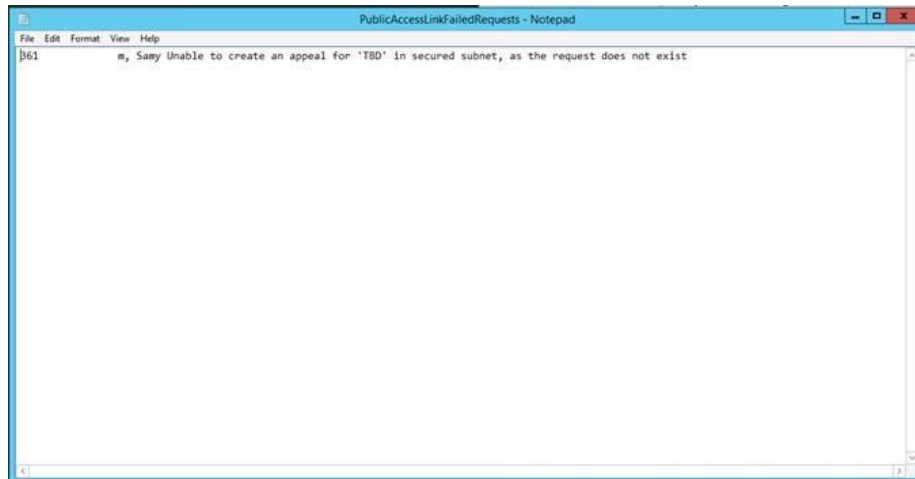 PublicAccessLinkFailedRequests - Notepad
File Edit Format View Help
361 m, Samy Unable to create an appeal for 'TBD' in secured subnet, as the request does not exist